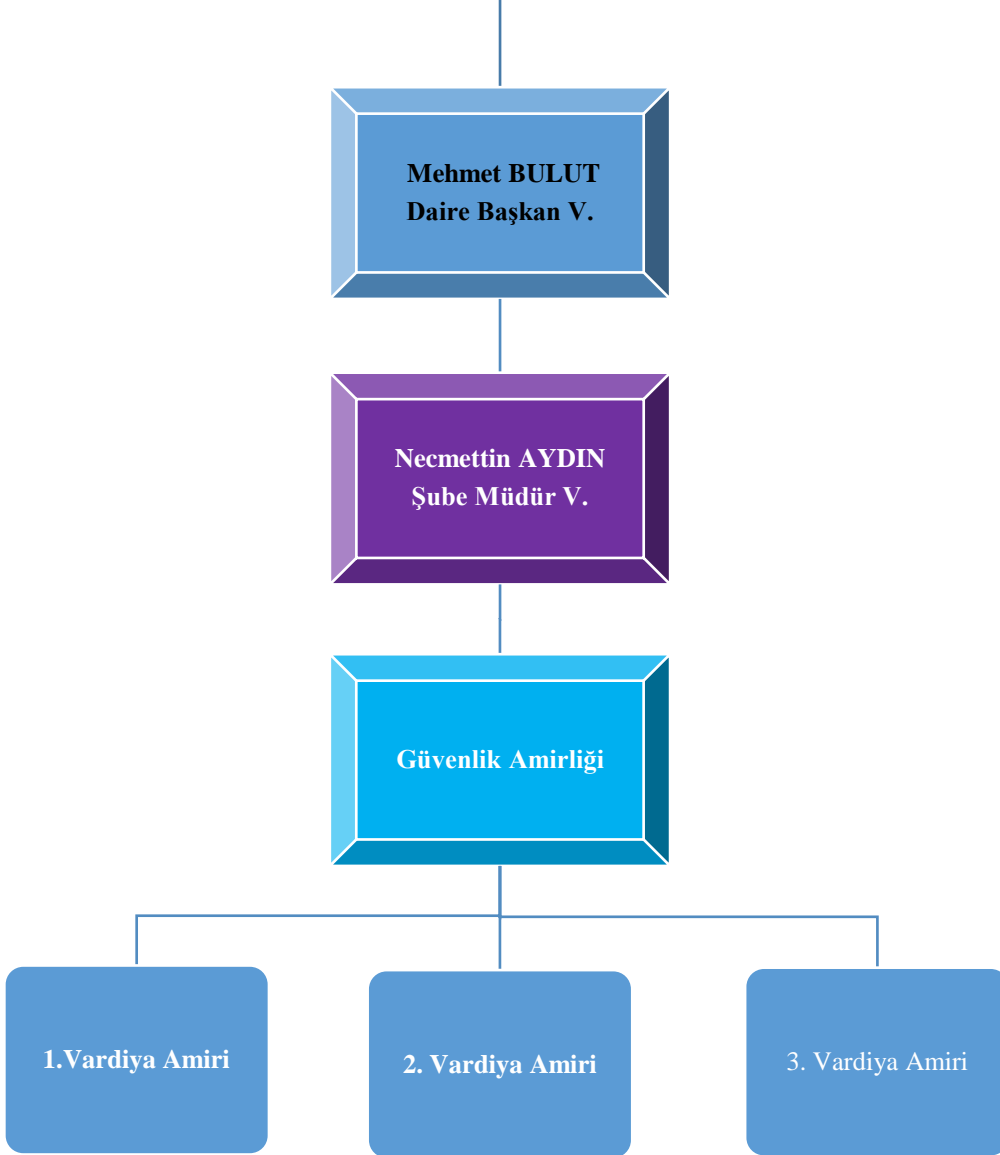 Mehmet BULUT
Daire Başkan V.
Necmettin AYDIN
Şube Müdür V.
Güvenlik Amirliği
1.Vardiya Amiri
2. Vardiya Amiri
3. Vardiya Amiri